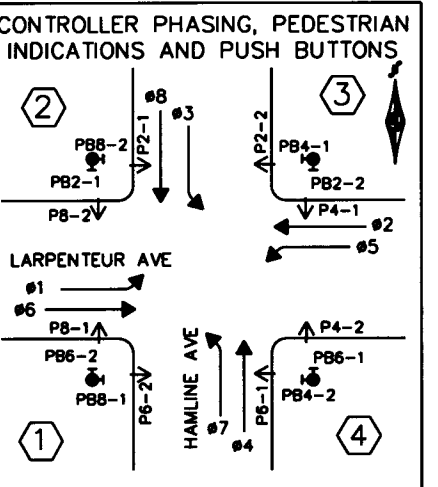 CONTROLLER PHASING, PEDESTRIAN
INDICATIONS AND PUSH BUTTONS
2
3
ø8
ø3
P2-1
P2-2
PB8-2
PB4-1
PB2-1
PB2-2
P8-2
P4-1
ø2
ø5
LARPENTEUR AVE
ø1
ø6
P8-1
P4-2
PB6-2
PB6-1
PB8-1
PB4-2
P6-2
HAMLINE AVE
P6-1
ø7
ø4
1
4